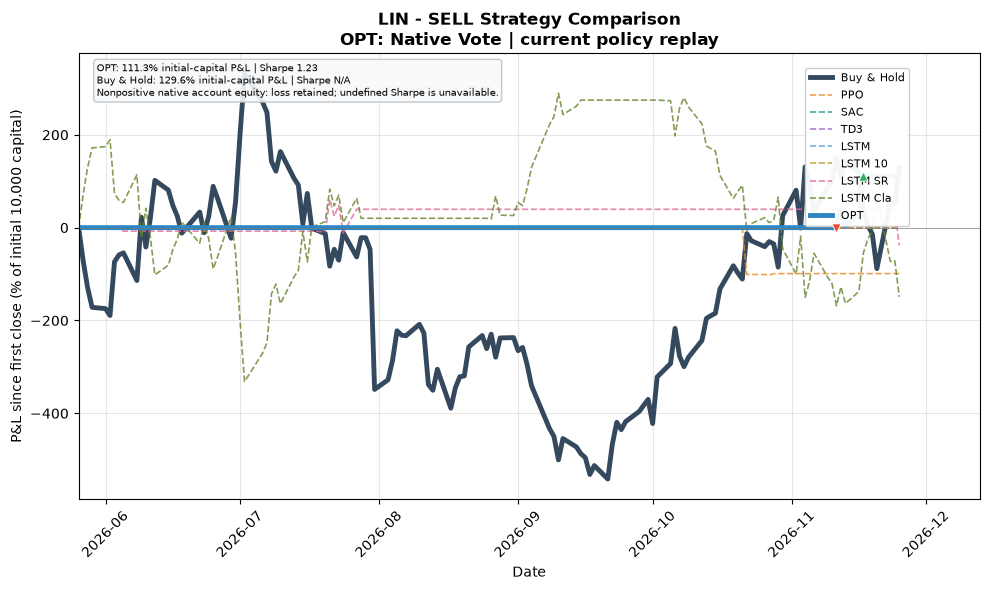 LIN - SELL Strategy Comparison
OPT: Native Vote | current policy replay
OPT: 111.3% initial-capital P&L | Sharpe 1.23
Buy & Hold: 129.6% initial-capital P&L | Sharpe N/A
Nonpositive native account equity: loss retained; undefined Sharpe is unavailable.
Buy & Hold
PPO
SAC
TD3
LSTM
LSTM 10
LSTM SR
LSTM Cla
OPT
P&L since first close (% of initial 10,000 capital)
200
0
−200
−400
2026-06
2026-07
2026-08
2026-09
2026-10
2026-11
2026-12
Date